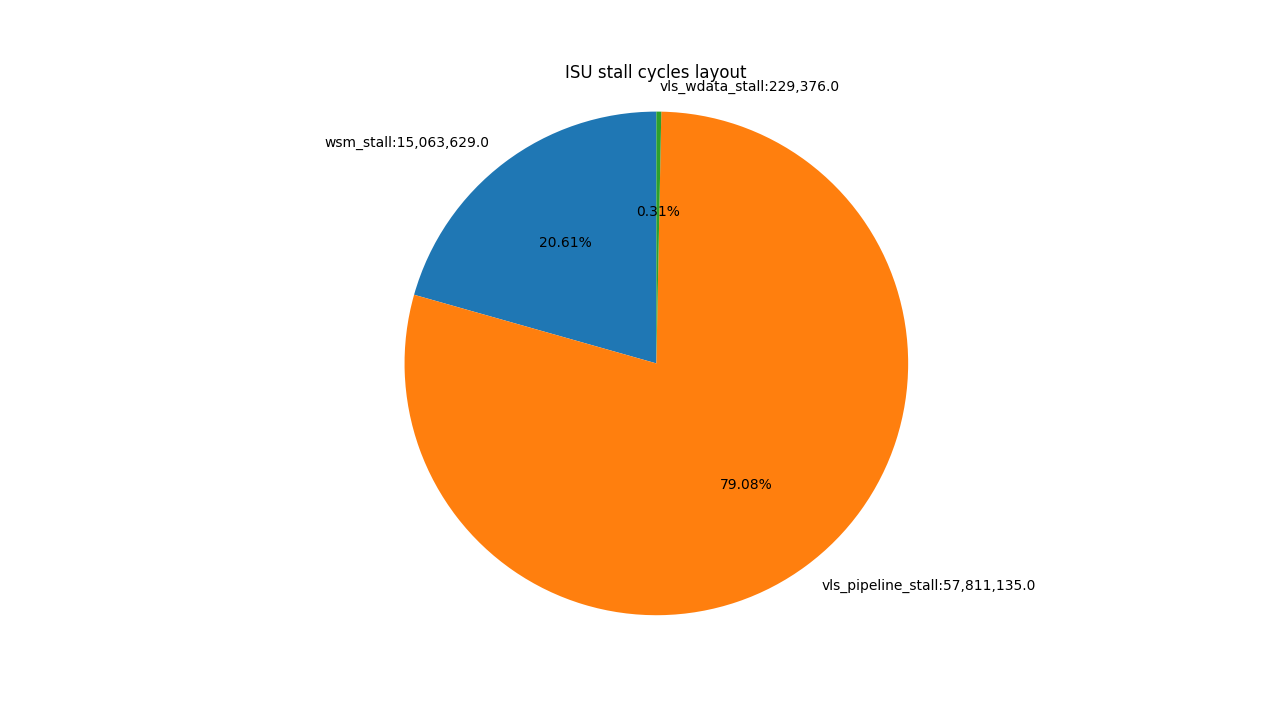 ISU stall cycles layout
vls_wdata_stall:229,376.0
wsm_stall:15,063,629.0
0.31%
20.61%
79.08%
vls_pipeline_stall:57,811,135.0